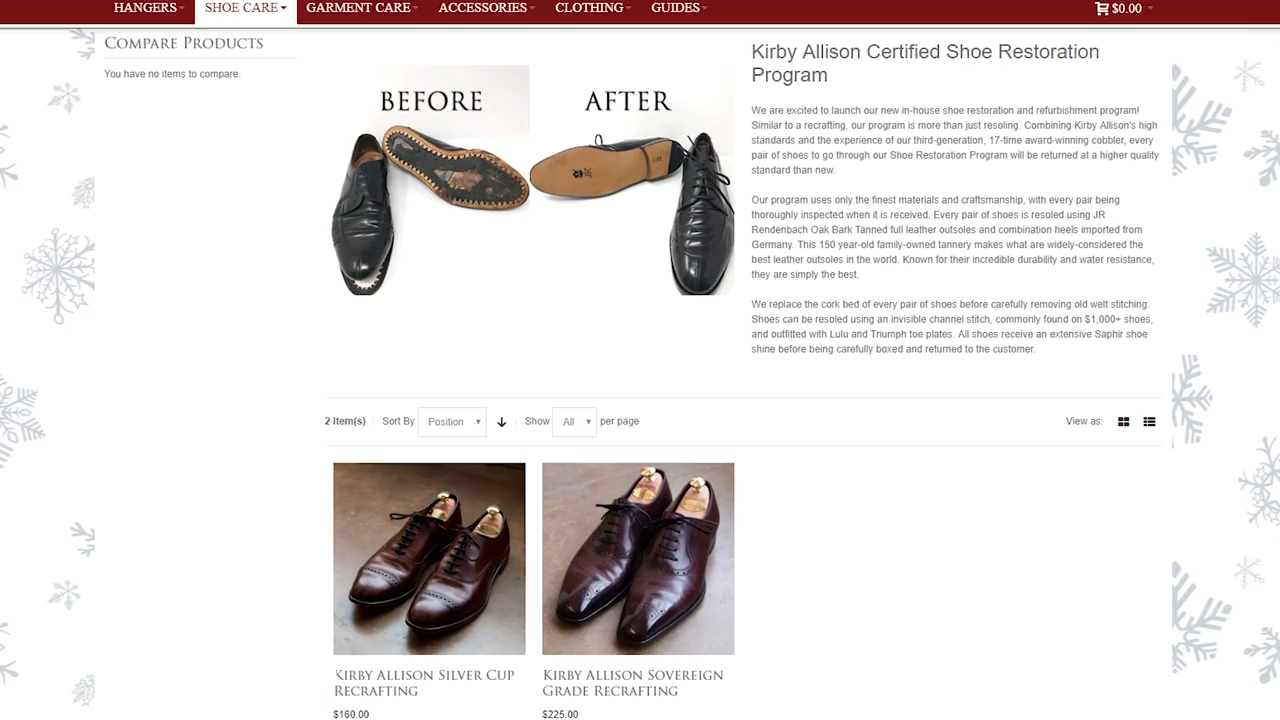 HANGERS
SHOE CARE
GARMENT CARE
ACCESSORIES
CLOTHING
GUIDES
$0.00
COMPARE PRODUCTS
You have no items to compare.
BEFORE
AFTER
Kirby Allison Certified Shoe Restoration
Program
We are excited to launch our new in-house shoe restoration and refurbishment program!
Similar to a recrafting, our program is more than just resoling. Combining Kirby Allison's high
standards and the experience of our third-generation, 17-time award-winning cobbler, every
pair of shoes to go through our Shoe Restoration Program will be returned at a higher quality
standard than new.
Our program uses only the finest materials and craftsmanship, with every pair being
thoroughly inspected when it is received. Every pair of shoes is resoled using JR
Rendenbach Oak Bark Tanned full leather outsoles and combination heels imported from
Germany. This 150 year-old family-owned tannery makes what are widely-considered the
best leather outsoles in the world. Known for their incredible durability and water resistance,
they are simply the best.
We replace the cork bed of every pair of shoes before carefully removing old welt stitching.
Shoes can be resoled using an invisible channel stitch, commonly found on $1,000+ shoes,
and outfitted with Lulu and Triumph toe plates. All shoes receive an extensive Saphir shoe
shine before being carefully boxed and returned to the customer.
2 Item(s)
Sort By
Position
Show
All
per page
View as:
KIRBY ALLISON SILVER CUP
RECRAFTING
$160.00
KIRBY ALLISON SOVEREIGN
GRADE RECRAFTING
$225.00